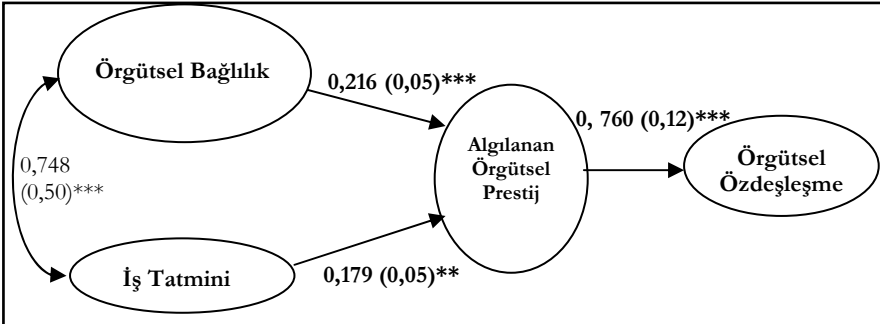 Örgütsel Bağlılık
0,216 (0,05)***
0, 760 (0,12)***
0,748
(0,50)***
Algılanan
Örgütsel
Prestij
Örgütsel
Özdeşleşme
İş Tatmini
0,179 (0,05)**